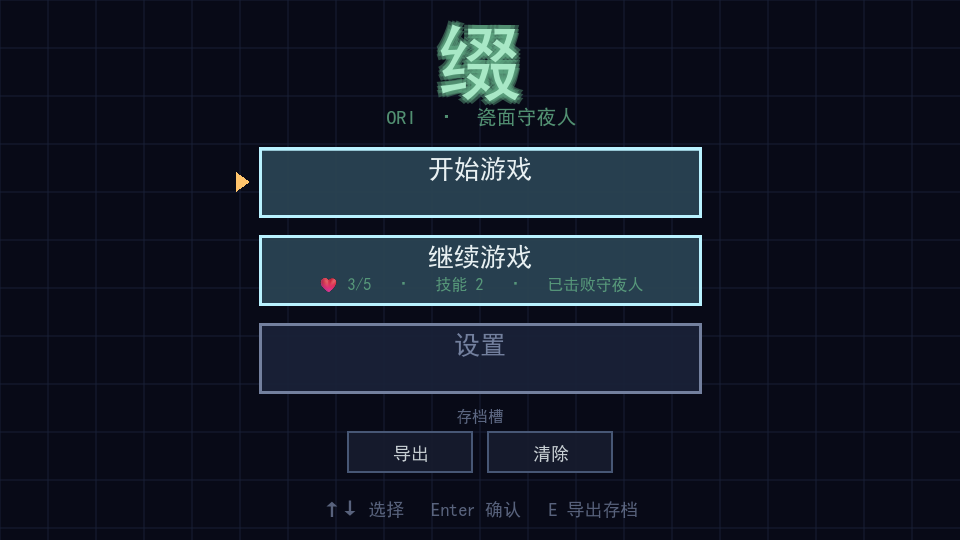 缀
ORI · 瓷面守夜人
开始游戏
继续游戏
❤ 3/5 · 技能 2 · 已击败守夜人
设置
存档槽
导出 清除
↑↓ 选择 Enter 确认 E 导出存档